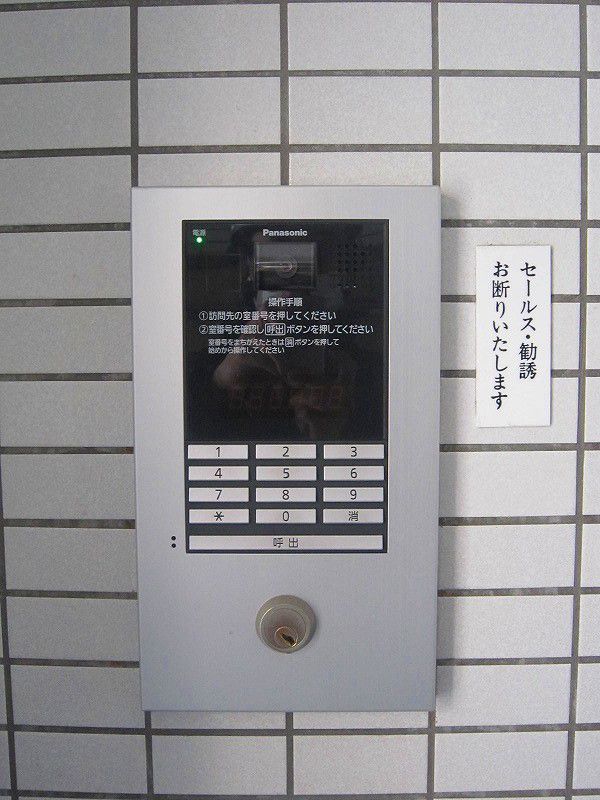 電源
Panasonic
操作手順
①訪問先の室番号を押してください
②室番号を確認し呼出ボタンを押してください
室番号をまちがえたときは消ボタンを押して
始めから操作してください
1 2 3
4 5 6
7 8 9
＊ 0 消
呼出
セールス・勧誘
お断りいたします